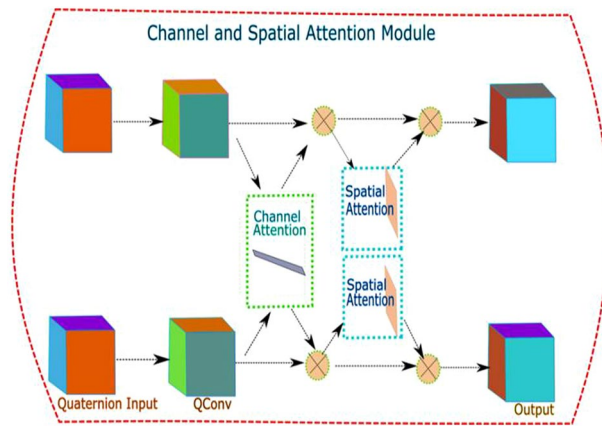 Channel and Spatial Attention Module
Channel
Attention
Spatial
Attention
Spatial
Attention
Quaternion Input
QConv
Output